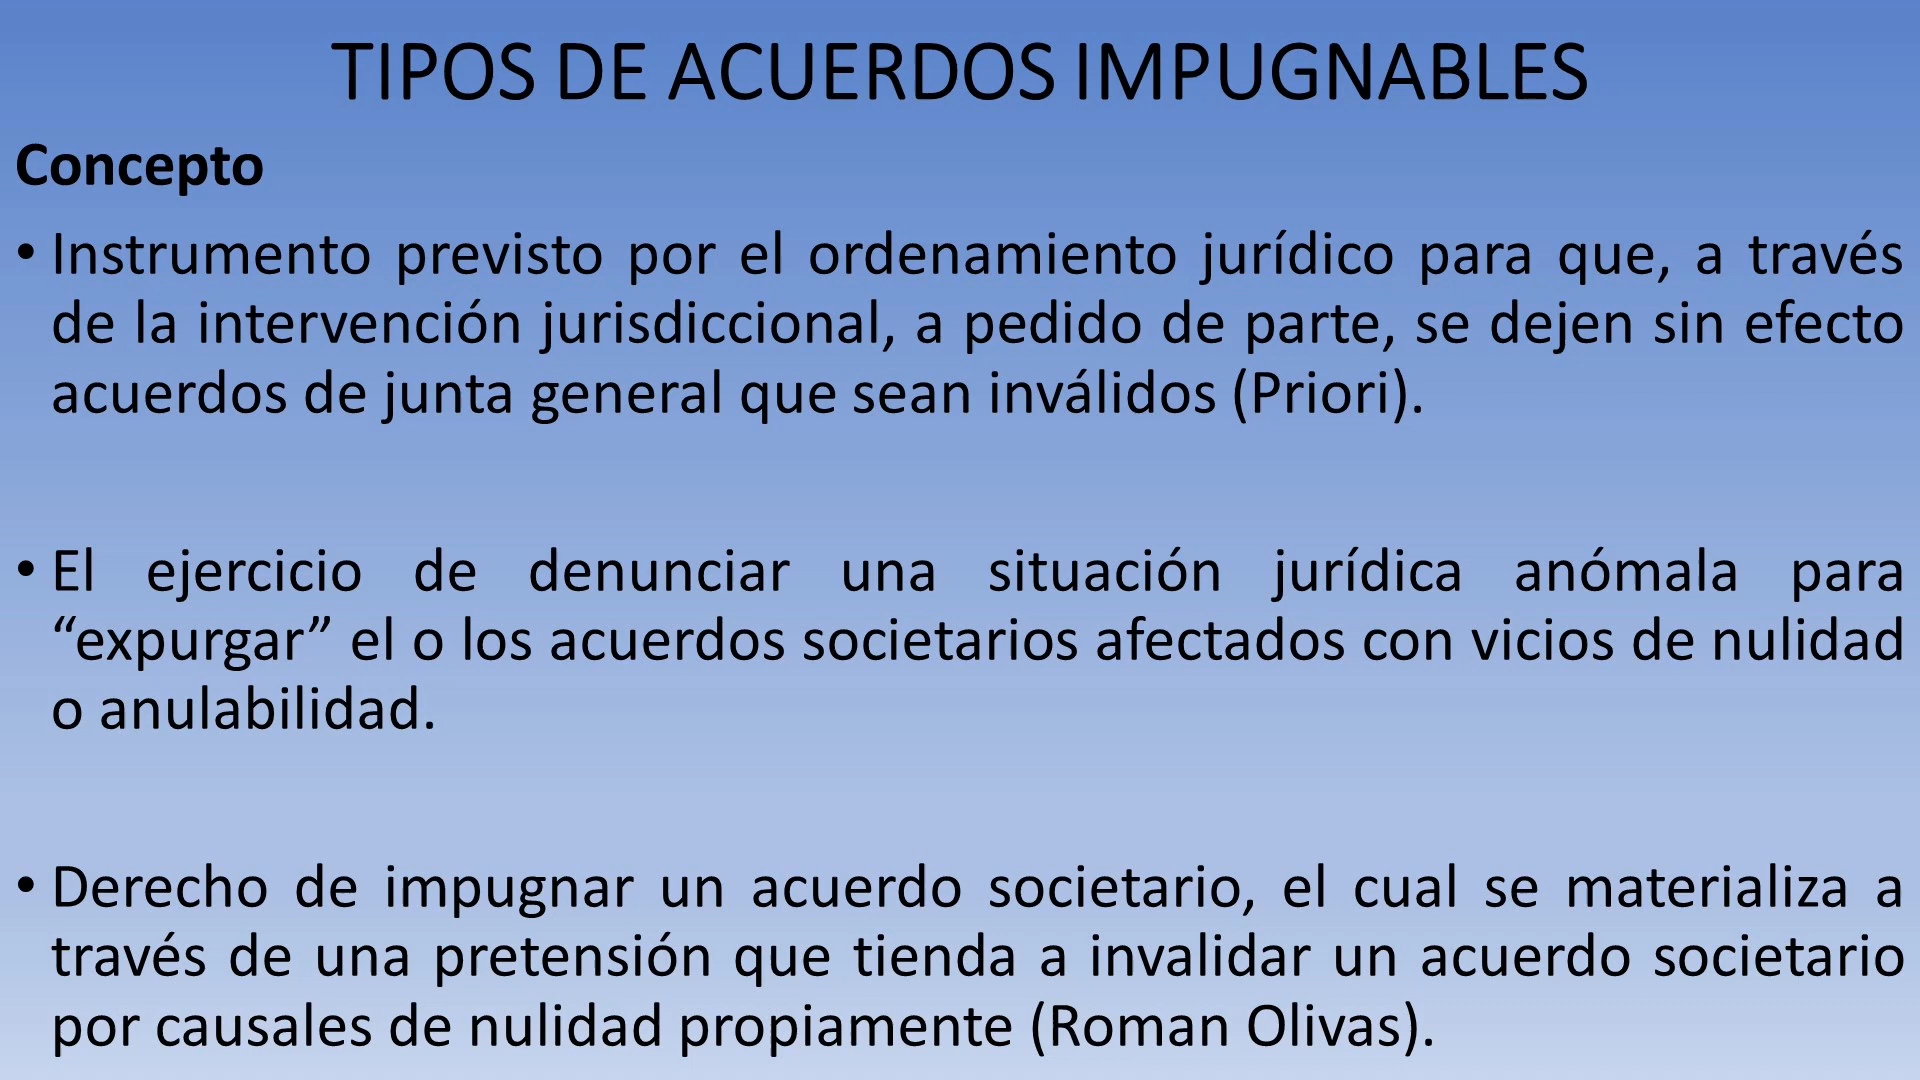 TIPOS DE ACUERDOS IMPUGNABLES
Concepto
• Instrumento previsto por el ordenamiento jurídico para que, a través
de la intervención jurisdiccional, a pedido de parte, se dejen sin efecto
acuerdos de junta general que sean inválidos (Priori).
• El ejercicio de denunciar una situación jurídica anómala para
“expurgar” el o los acuerdos societarios afectados con vicios de nulidad
o anulabilidad.
• Derecho de impugnar un acuerdo societario, el cual se materializa a
través de una pretensión que tienda a invalidar un acuerdo societario
por causales de nulidad propiamente (Roman Olivas).